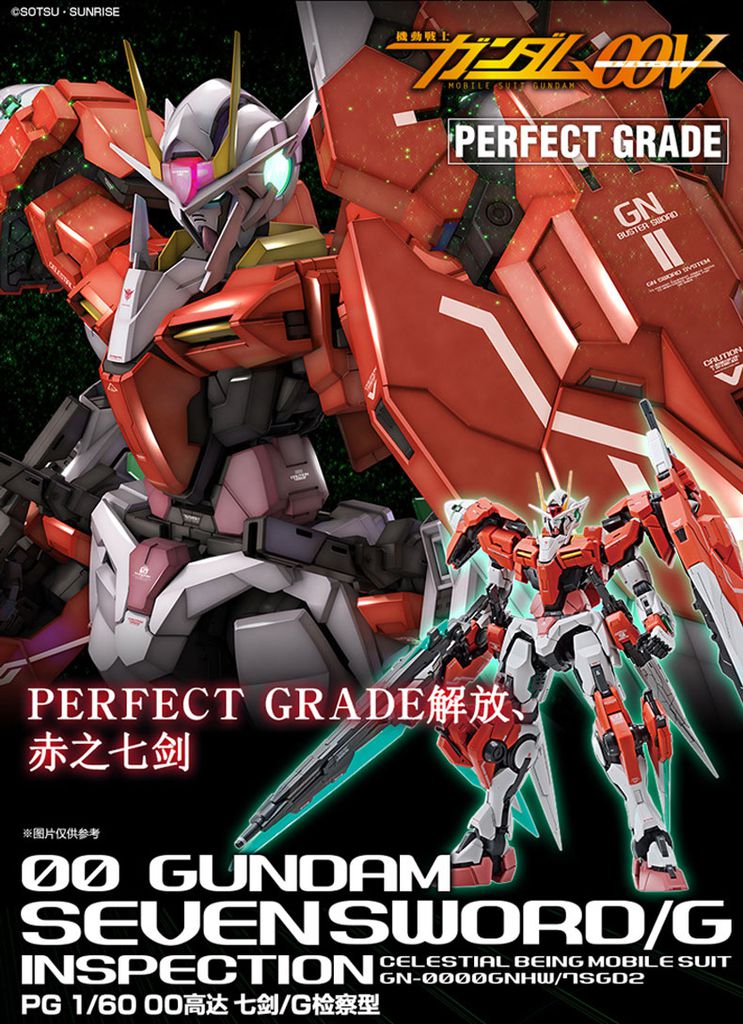 ©SOTSU・SUNRISE
機動戦士
ガンダム00V
MOBILE SUIT GUNDAM
PERFECT GRADE
GN
BUSTER SWORD
II
GN SWORD SYSTEM
CAUTION
CELESTIAL
PERFECT GRADE解放、
赤之七剑
※图片仅供参考
00 GUNDAM
SEVEN SWORD/G
INSPECTION
CELESTIAL BEING MOBILE SUIT
GN-0000GNHW/7SGD2
PG 1/60 OO高达 七剑/G检察型